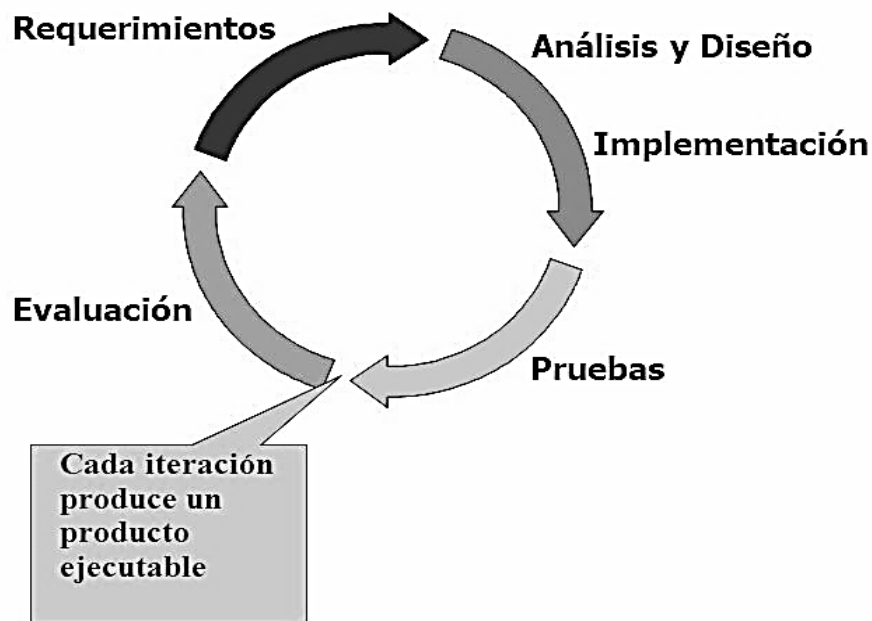 Requerimientos
Análisis y Diseño
Implementación
Evaluación
Pruebas
Cada iteración
produce un
producto
ejecutable